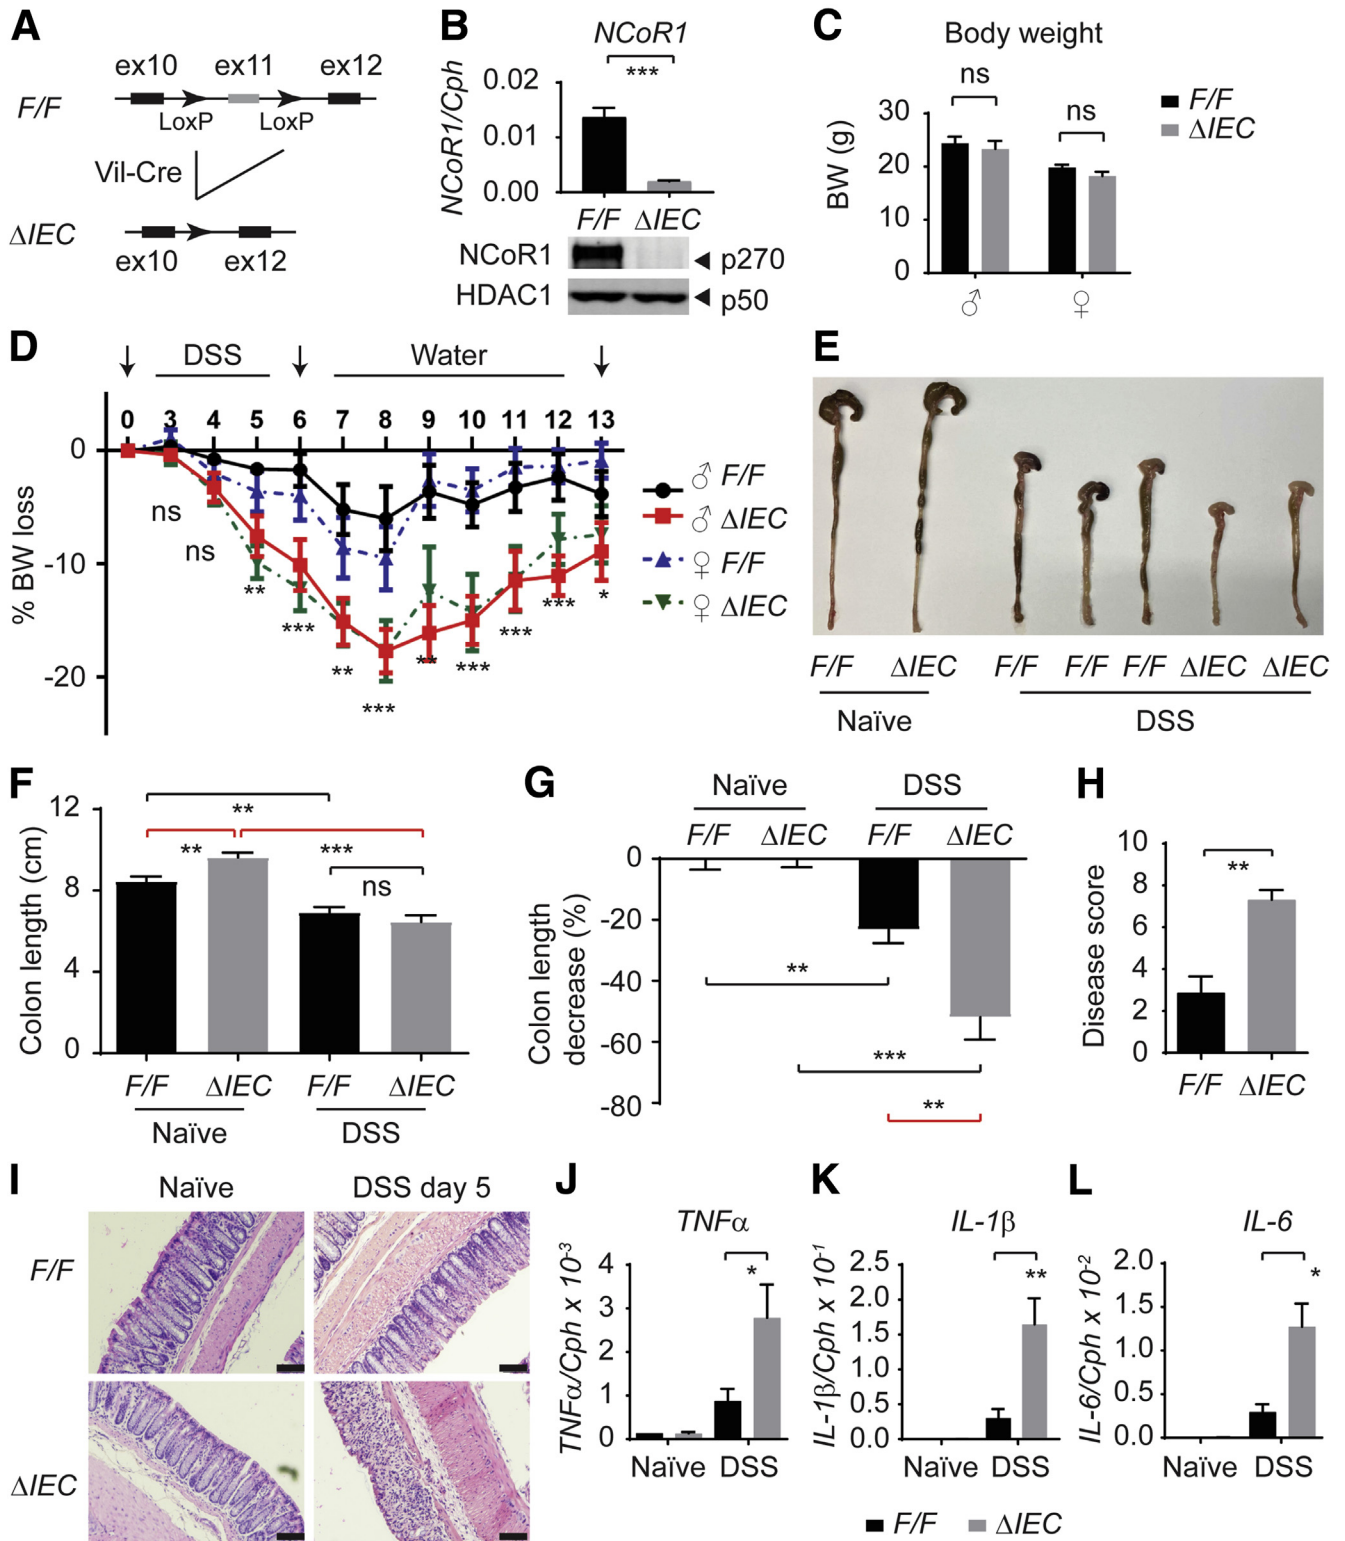 A
ex10 ex11 ex12
F/F
LoxP LoxP
Vil-Cre
ΔIEC
ex10 ex12
B
NCoR1
***
NCoR1/Cph
0.02
0.01
0.00
F/F ΔIEC
NCoR1 ◄ p270
HDAC1 ◄ p50
C
Body weight
ns
ns
BW (g)
30
20
10
0
♂ ♀
F/F
ΔIEC
D
↓ DSS ↓ Water ↓
0 3 4 5 6 7 8 9 10 11 12 13
% BW loss
0
-10
-20
ns
ns
**
***
**
***
**
***
***
***
*
♂ F/F
♂ ΔIEC
♀ F/F
♀ ΔIEC
E
F/F ΔIEC F/F F/F F/F ΔIEC ΔIEC
Naïve DSS
F
Colon length (cm)
12
8
4
0
**
** ***
ns
F/F ΔIEC F/F ΔIEC
Naïve DSS
G
Naïve DSS
F/F ΔIEC F/F ΔIEC
Colon length
decrease (%)
0
-20
-40
-60
-80
**
***
**
H
Disease score
10
8
6
4
2
0
**
F/F ΔIEC
I
Naïve DSS day 5
F/F
ΔIEC
J
TNFα
TNFα/Cph x 10-3
4
3
2
1
0
*
Naïve DSS
K
IL-1β
IL-1β/Cph x 10-1
2.5
2.0
1.5
1.0
0.5
0.0
**
Naïve DSS
L
IL-6
IL-6/Cph x 10-2
2.0
1.5
1.0
0.5
0.0
*
Naïve DSS
F/F ΔIEC